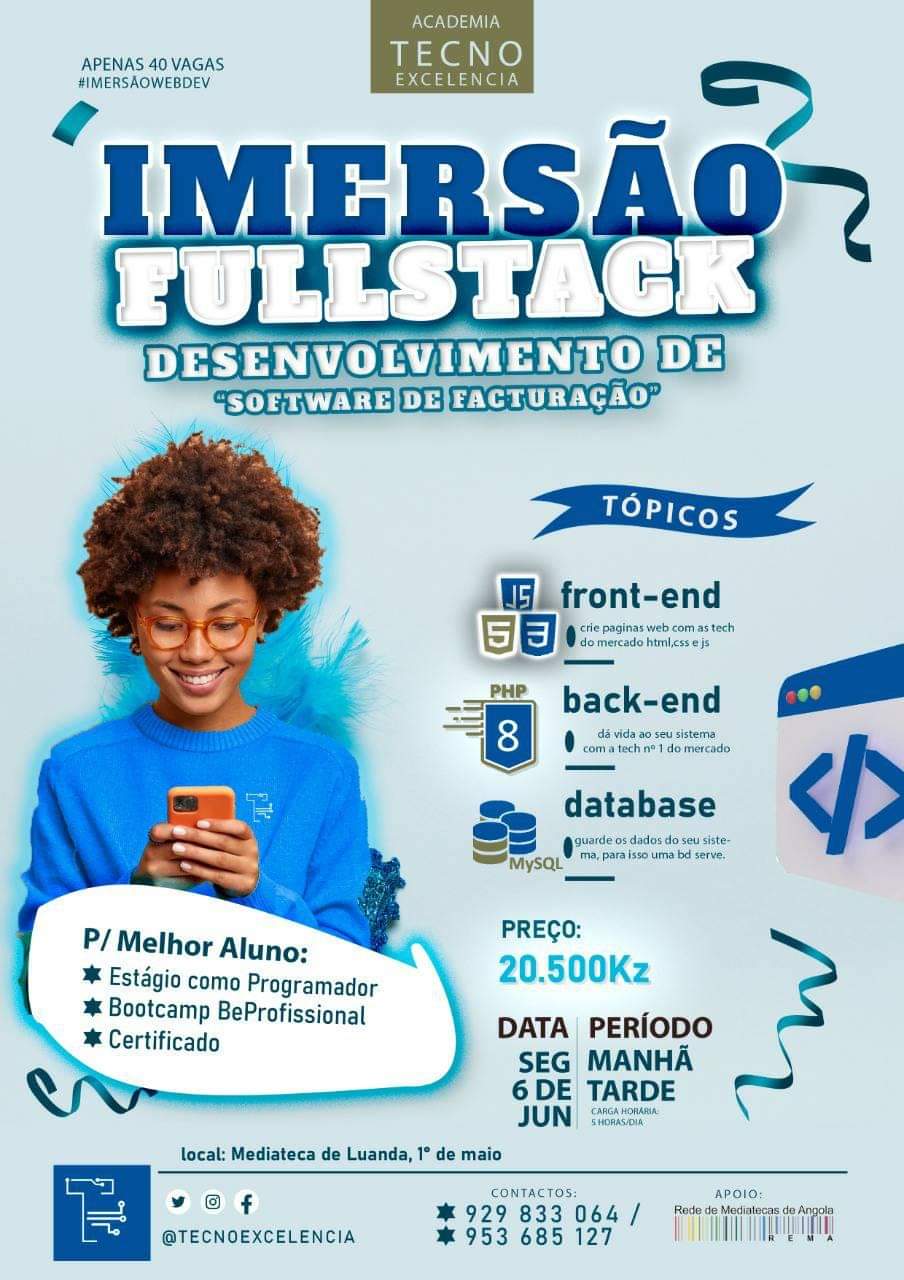 ACADEMIA
TECNO
EXCELENCIA
APENAS 40 VAGAS
#IMERSÃOWEBDEV
IMERSÃO
FULLSTACK
DESENVOLVIMENTO DE
“SOFTWARE DE FACTURAÇÃO”
TÓPICOS
JS
5 3
front-end
crie paginas web com as tech
do mercado html,css e js
PHP
8
back-end
dá vida ao seu sistema
com a tech nº 1 do mercado
MySQL
database
guarde os dados do seu siste-
ma, para isso uma bd serve.
</>
P/ Melhor Aluno:
Estágio como Programador
Bootcamp BeProfissional
Certificado
PREÇO:
20.500Kz
DATA
SEG
6 DE
JUN
PERÍODO
MANHÃ
TARDE
CARGA HORÁRIA:
5 HORAS/DIA
local: Mediateca de Luanda, 1° de maio
@TECNOEXCELENCIA
CONTACTOS:
929 833 064 /
953 685 127
APOIO:
Rede de Mediatecas de Angola
R E M A